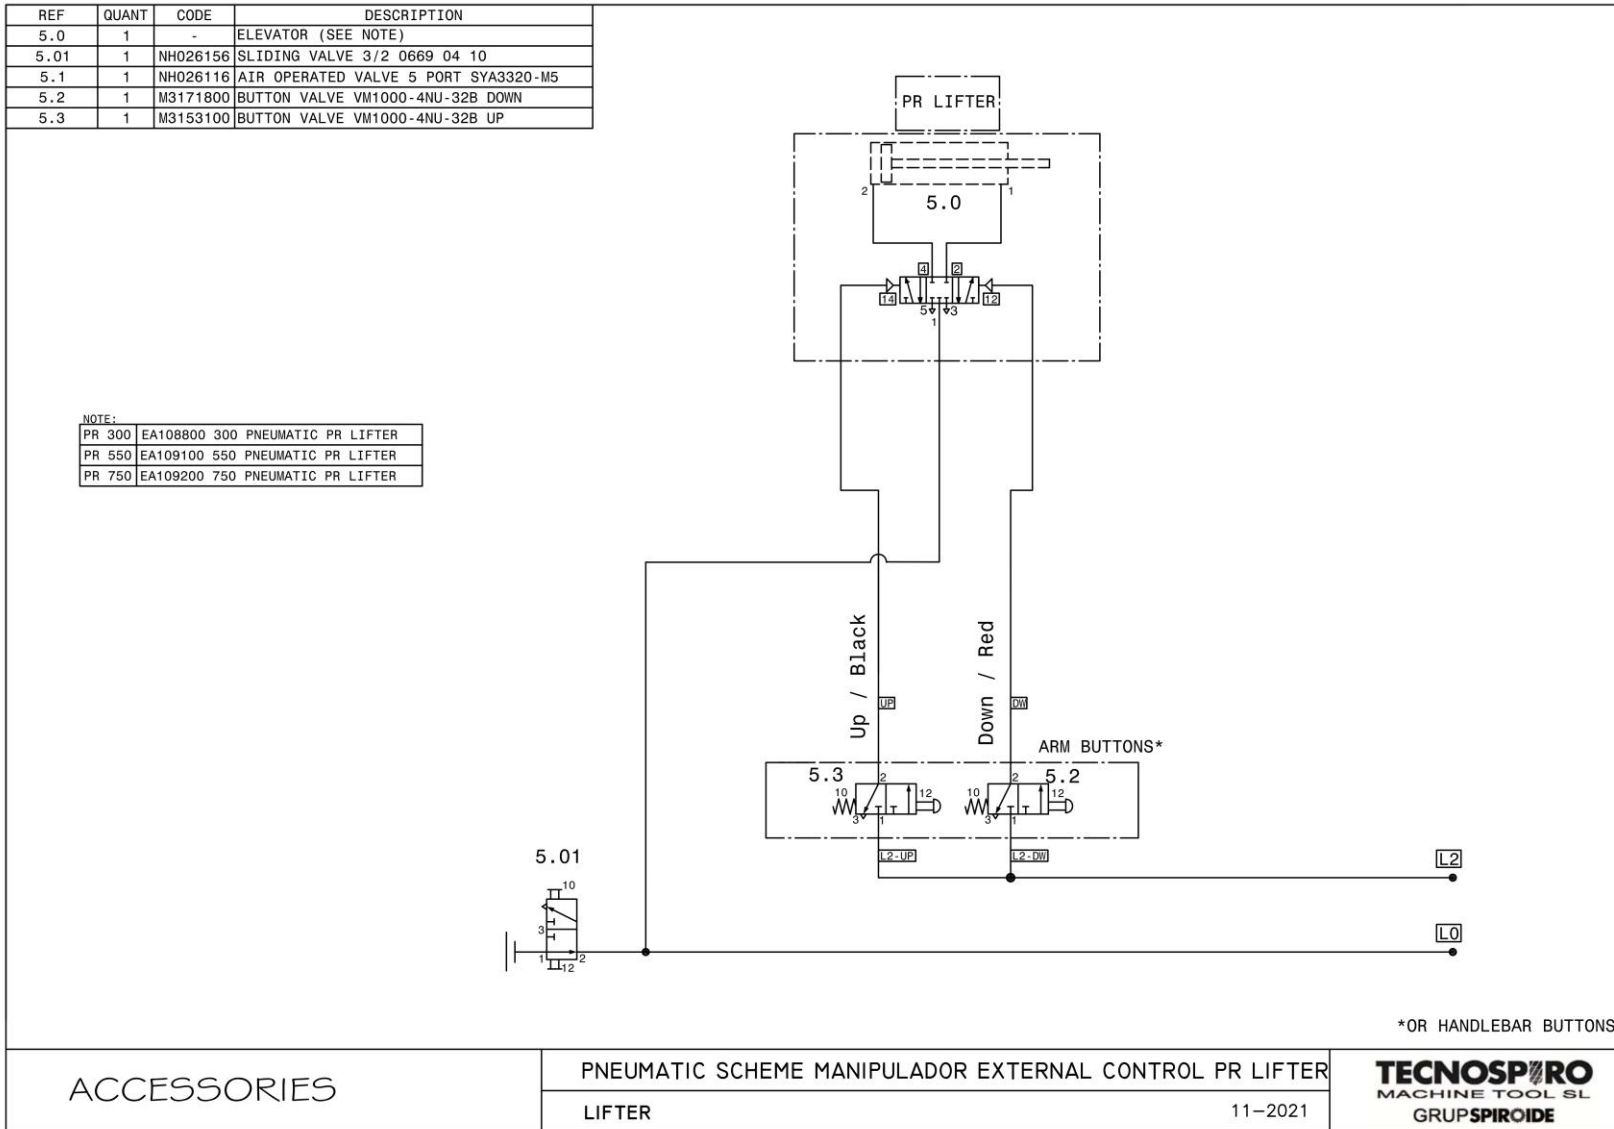 REF QUANT CODE DESCRIPTION
5.0 1 - ELEVATOR (SEE NOTE)
5.01 1 NH026156 SLIDING VALVE 3/2 0669 04 10
5.1 1 NH026116 AIR OPERATED VALVE 5 PORT SYA3320-M5
5.2 1 M3171800 BUTTON VALVE VM1000-4NU-32B DOWN
5.3 1 M3153100 BUTTON VALVE VM1000-4NU-32B UP
PR LIFTER
2 1
5.0
4 2
14 12
5 3
1
NOTE:
PR 300 EA108800 300 PNEUMATIC PR LIFTER
PR 550 EA109100 550 PNEUMATIC PR LIFTER
PR 750 EA109200 750 PNEUMATIC PR LIFTER
Up / Black
Down / Red
UP DW
ARM BUTTONS*
5.3 2 2 5.2
10 12 10 12
3 1 3 1
L2-UP L2-DW
5.01
10
3
1 2
12
L2
L0
*OR HANDLEBAR BUTTONS
ACCESSORIES
PNEUMATIC SCHEME MANIPULADOR EXTERNAL CONTROL PR LIFTER
LIFTER 11-2021
TECNOSPIRO
MACHINE TOOL SL
GRUPSPIROIDE